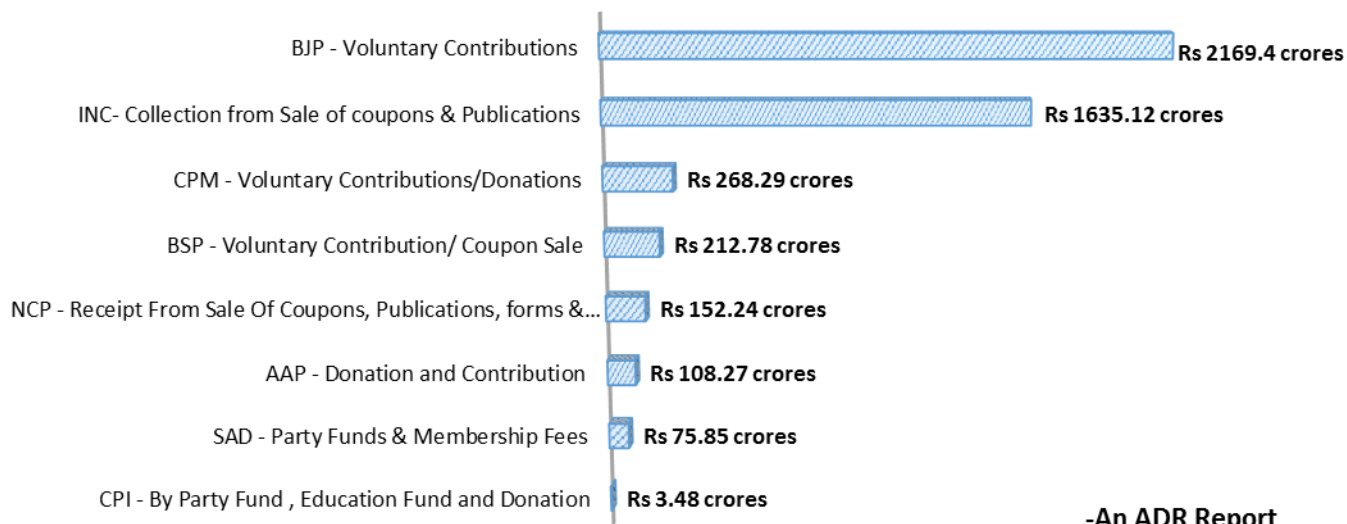 BJP - Voluntary Contributions Rs 2169.4 crores
INC- Collection from Sale of coupons & Publications Rs 1635.12 crores
CPM - Voluntary Contributions/Donations Rs 268.29 crores
BSP - Voluntary Contribution/ Coupon Sale Rs 212.78 crores
NCP - Receipt From Sale Of Coupons, Publications, forms &... Rs 152.24 crores
AAP - Donation and Contribution Rs 108.27 crores
SAD - Party Funds & Membership Fees Rs 75.85 crores
CPI - By Party Fund , Education Fund and Donation Rs 3.48 crores
-An ADR Report